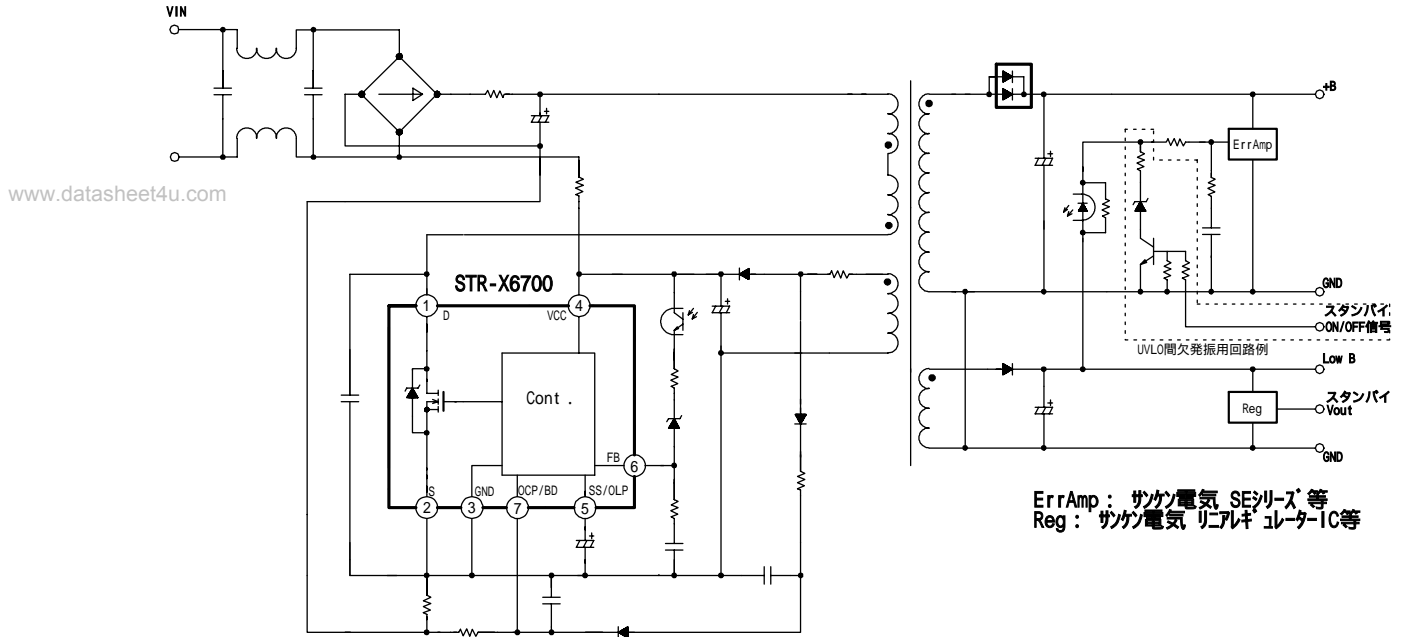 VIN
+B
ErrAmp
www.datasheet4u.com
STR-X6700
GND
スタンバイ
ON/OFF信号
UVLO間欠発振用回路例
1
D
4
VCC
Low B
Cont .
スタンバイ
Vout
Reg
FB
6
GND
S
GND
OCP/BD
SS/OLP
2
3
7
5
ErrAmp : サンケン電気 SEシリーズ等
Reg : サンケン電気 リニアレギュレーターIC等